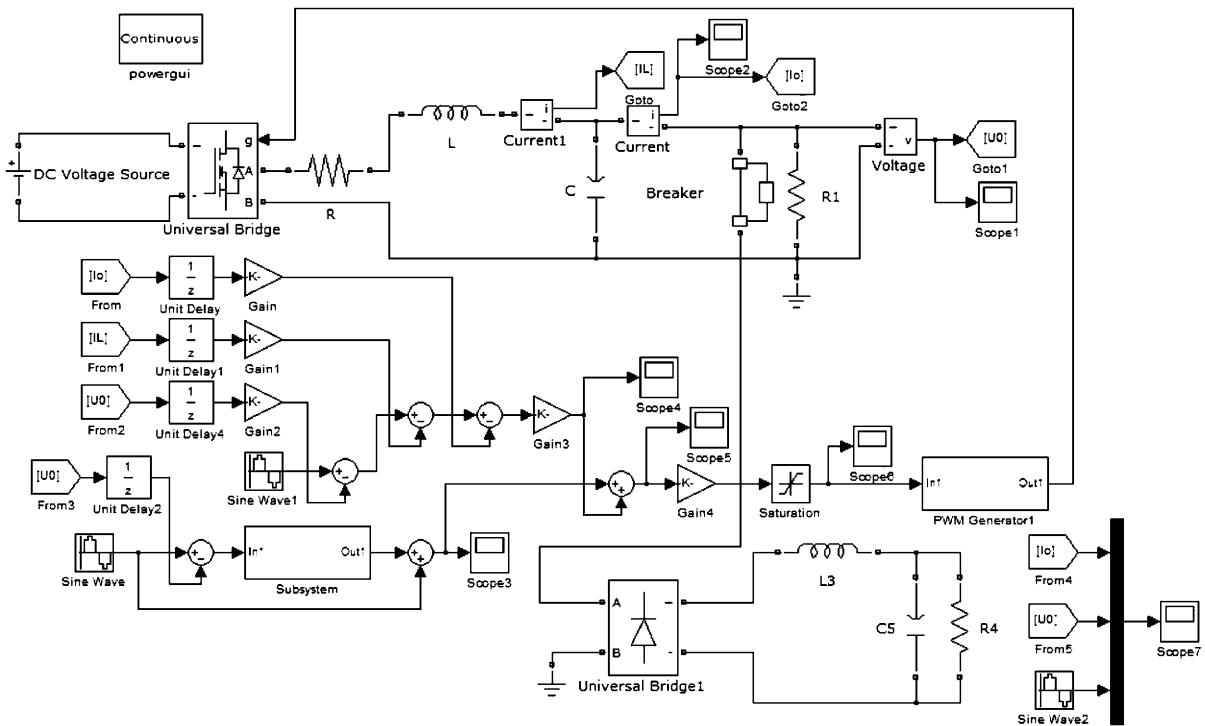 Continuous
powergui
[IL]
Goto
Scope2
[Io]
Goto2
g
A
B
DC Voltage Source
Universal Bridge
R
L
i
Current1
i
Current
C
Breaker
R1
v
Voltage
[U0]
Goto1
Scope1
[Io]
From
1
z
Unit Delay
K-
Gain
[IL]
From1
1
z
Unit Delay1
K-
Gain1
[U0]
From2
1
z
Unit Delay4
K-
Gain2
Sine Wave1
K-
Gain3
Scope4
Scope5
[U0]
From3
1
z
Unit Delay2
Sine Wave
In1
Out1
Subsystem
Scope3
K-
Gain4
Saturation
Scope6
In1
Out1
PWM Generator1
A
B
Universal Bridge1
L3
C5
R4
[Io]
From4
[U0]
From5
Sine Wave2
Scope7